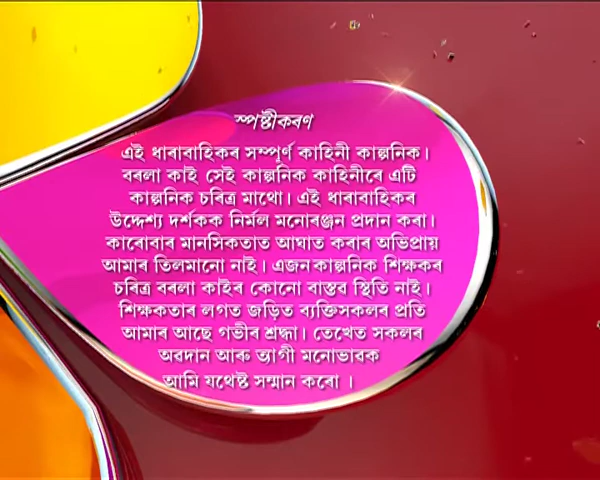 স্পষ্টীকৰণ
এই ধাৰাবাহিকৰ সম্পূৰ্ণ কাহিনী কাল্পনিক।
বৰলা কাই সেই কাল্পনিক কাহিনীৰে এটি
কাল্পনিক চৰিত্ৰ মাথো। এই ধাৰাবাহিকৰ
উদ্দেশ্য দৰ্শকক নিৰ্মল মনোৰঞ্জন প্ৰদান কৰা।
কাৰোবাৰ মানসিকতাত আঘাত কৰাৰ অভিপ্ৰায়
আমাৰ তিলমানো নাই। এজন কাল্পনিক শিক্ষকৰ
চৰিত্ৰ বৰলা কাইৰ কোনো বাস্তৱ স্থিতি নাই।
শিক্ষকতাৰ লগত জড়িত ব্যক্তিসকলৰ প্ৰতি
আমাৰ আছে গভীৰ শ্ৰদ্ধা। তেখেত সকলৰ
অৱদান আৰু ত্যাগী মনোভাৱক
আমি যথেষ্ট সন্মান কৰো ।